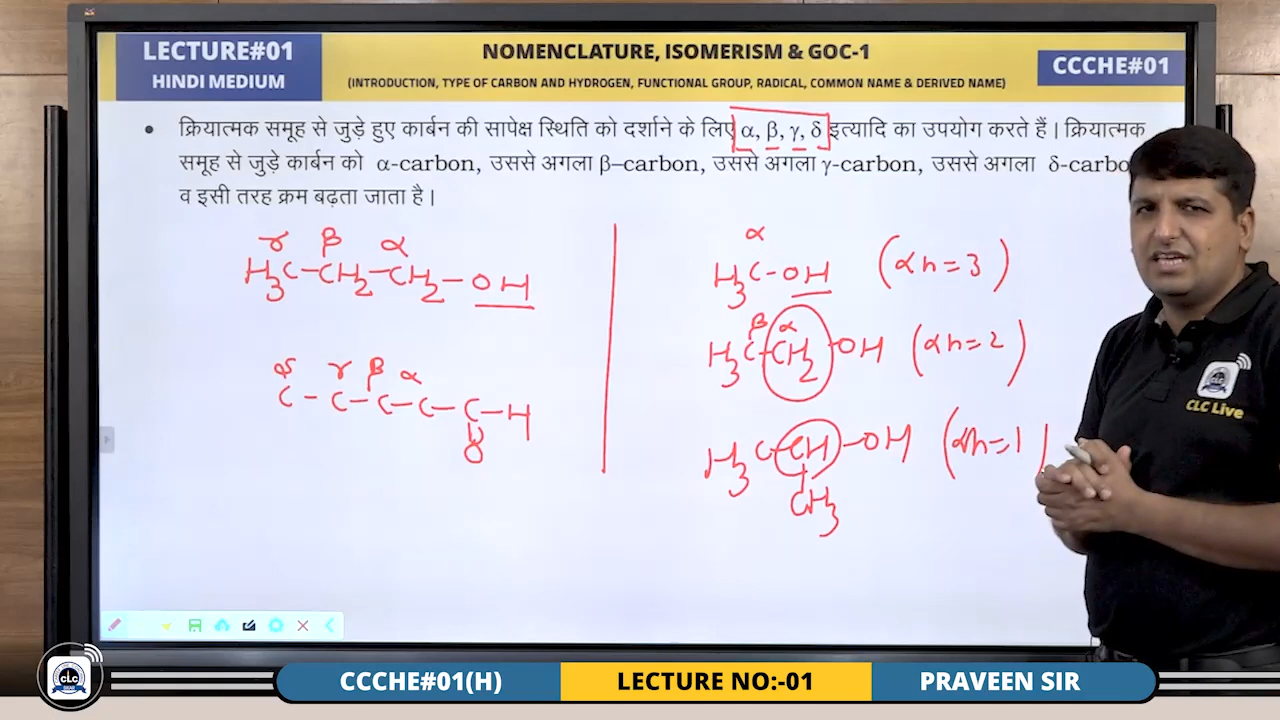 LECTURE#01
HINDI MEDIUM
NOMENCLATURE, ISOMERISM & GOC-1
(INTRODUCTION, TYPE OF CARBON AND HYDROGEN, FUNCTIONAL GROUP, RADICAL, COMMON NAME & DERIVED NAME)
CCCHE#01
• क्रियात्मक समूह से जुड़े हुए कार्बन की सापेक्ष स्थिति को दर्शाने के लिए α, β, γ, δ इत्यादि का उपयोग करते हैं। क्रियात्मक
समूह से जुड़े कार्बन को α-carbon, उससे अगला β–carbon, उससे अगला γ-carbon, उससे अगला δ-carbo
व इसी तरह क्रम बढ़ता जाता है।
γ β α
H3C-CH2-CH2-OH
δ γ β α
C-C-C-C-C-H
O
α
H3C-OH (αh=3)
β α
H3C-CH2-OH (αh=2)
H3C-CH-OH (αh=1)
CH3
CLC Live
CLC
SIKAR
CCCHE#01(H)
LECTURE NO:-01
PRAVEEN SIR